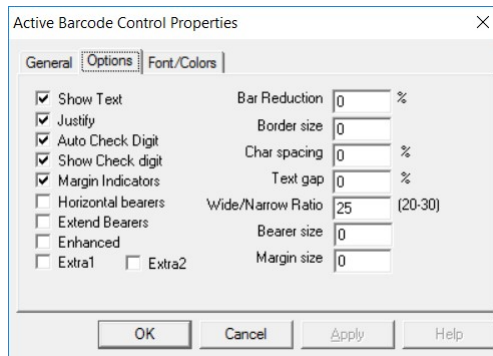 Active Barcode Control Properties
General Options Font/Colors
Show Text Bar Reduction 0 %
Justify Border size 0
Auto Check Digit Char spacing 0 %
Show Check digit Text gap 0 %
Margin Indicators Wide/Narrow Ratio 25 (20-30)
Horizontal bearers Bearer size 0
Extend Bearers Margin size 0
Enhanced
Extra1 Extra2
OK Cancel Apply Help